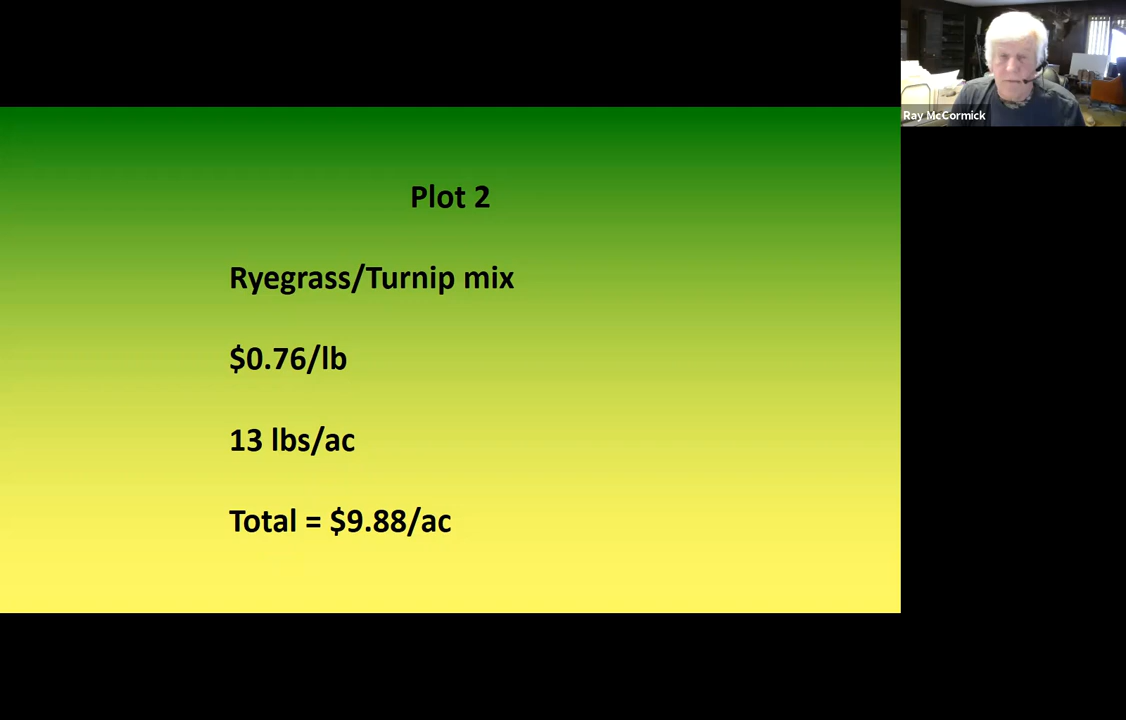 Ray McCormick
Plot 2
Ryegrass/Turnip mix
$0.76/lb
13 lbs/ac
Total = $9.88/ac